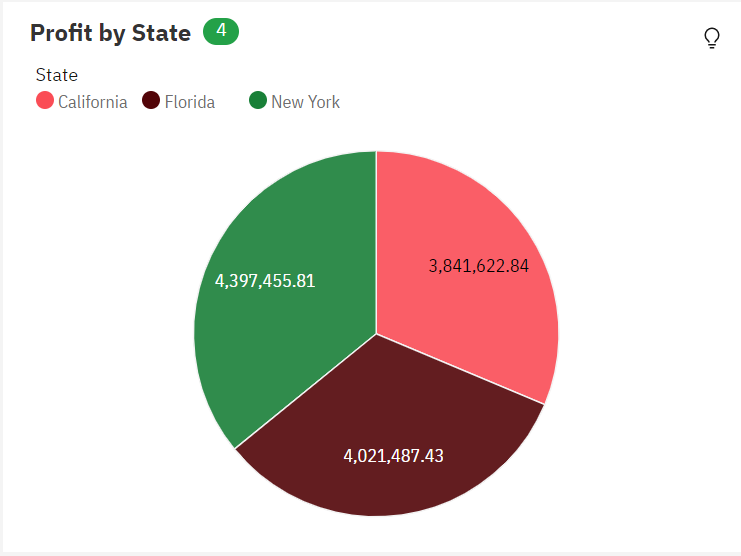 Profit by State 4
State
California Florida New York
3,841,622.84
4,397,455.81
4,021,487.43